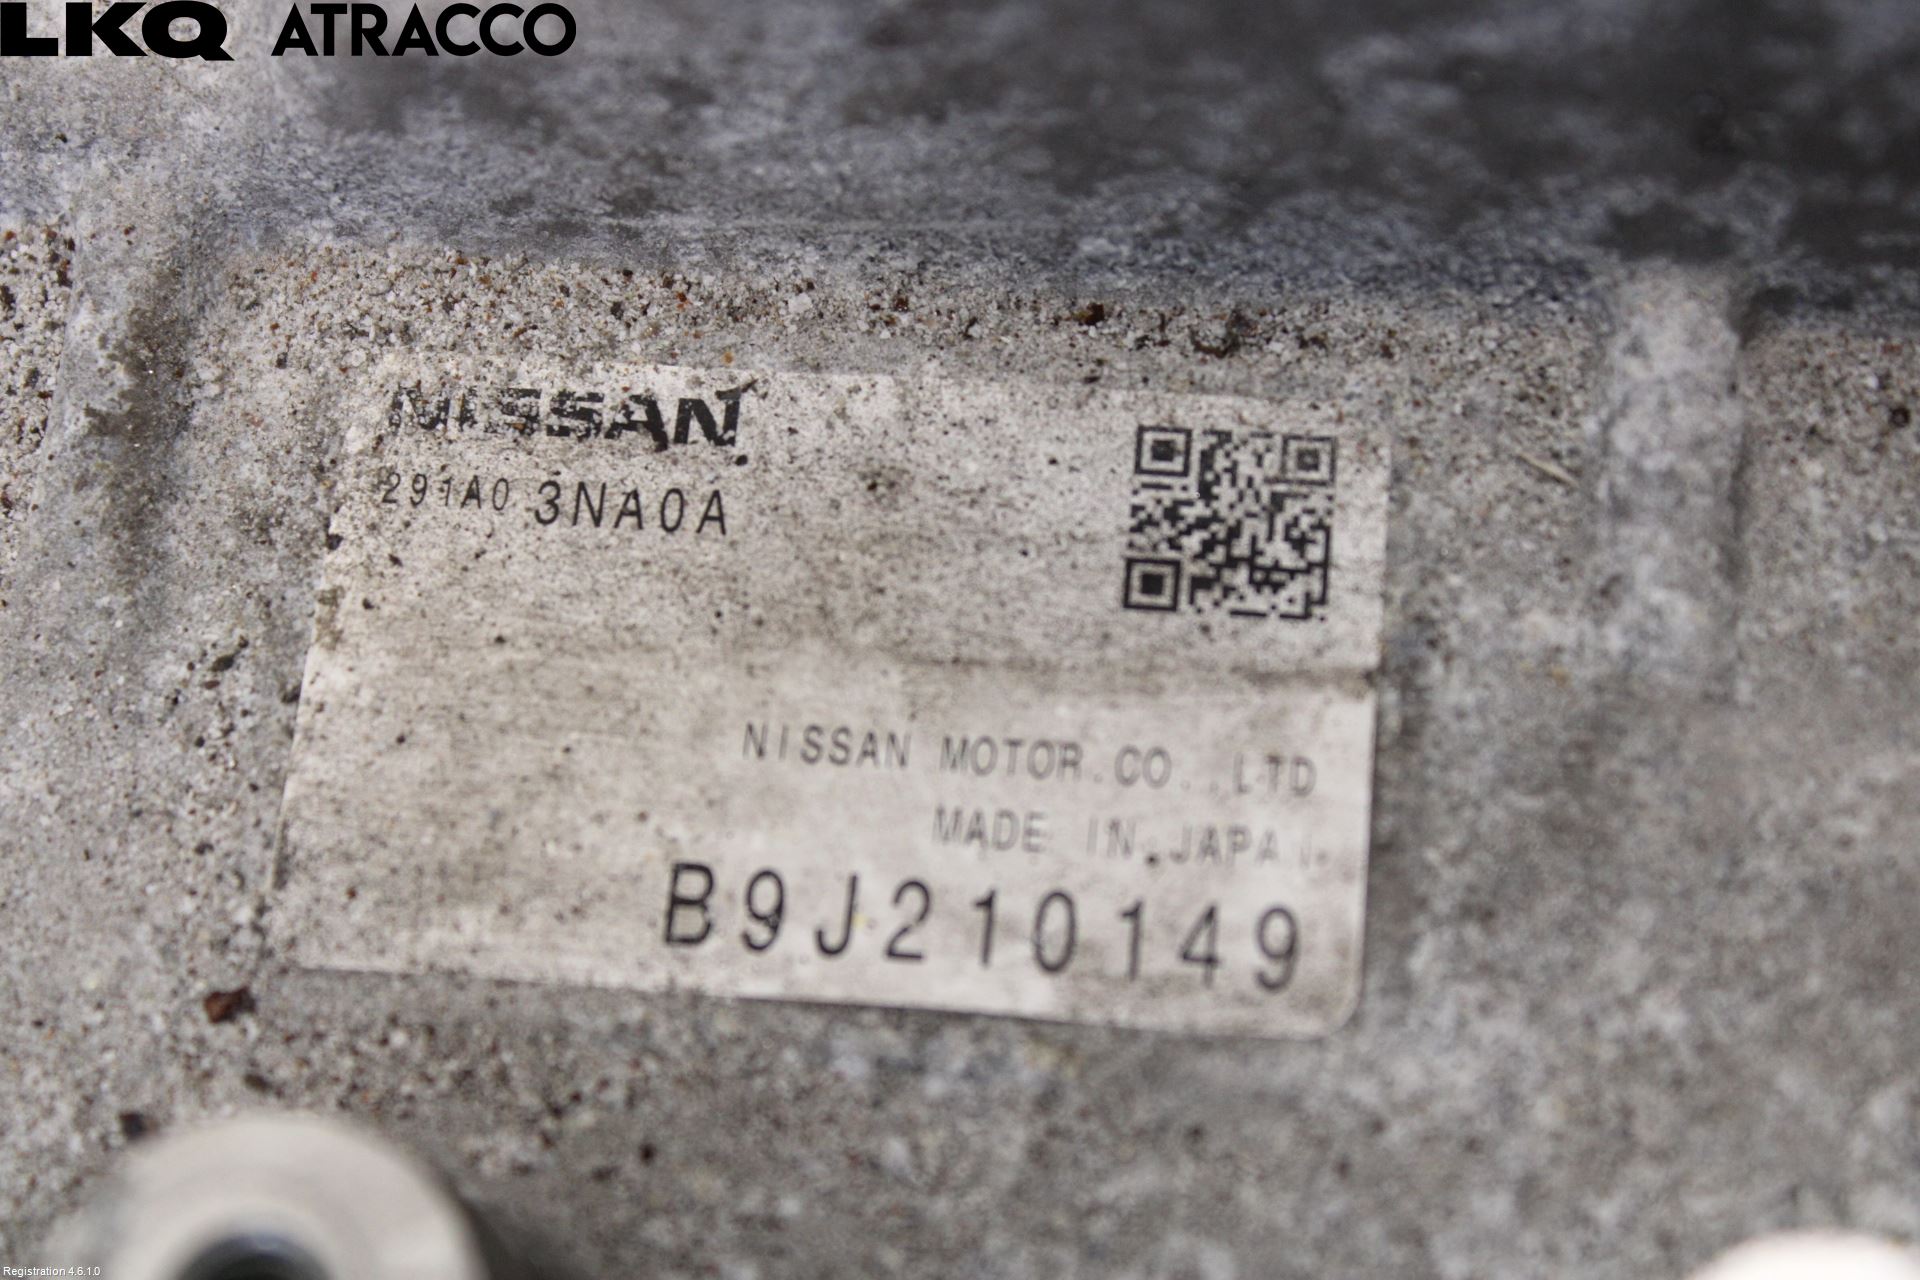 LKQ ATRACCO
NISSAN
291A0 3NA0A
NISSAN MOTOR CO., LTD
MADE IN JAPAN
B9J210149
Registration 4.6.1.0